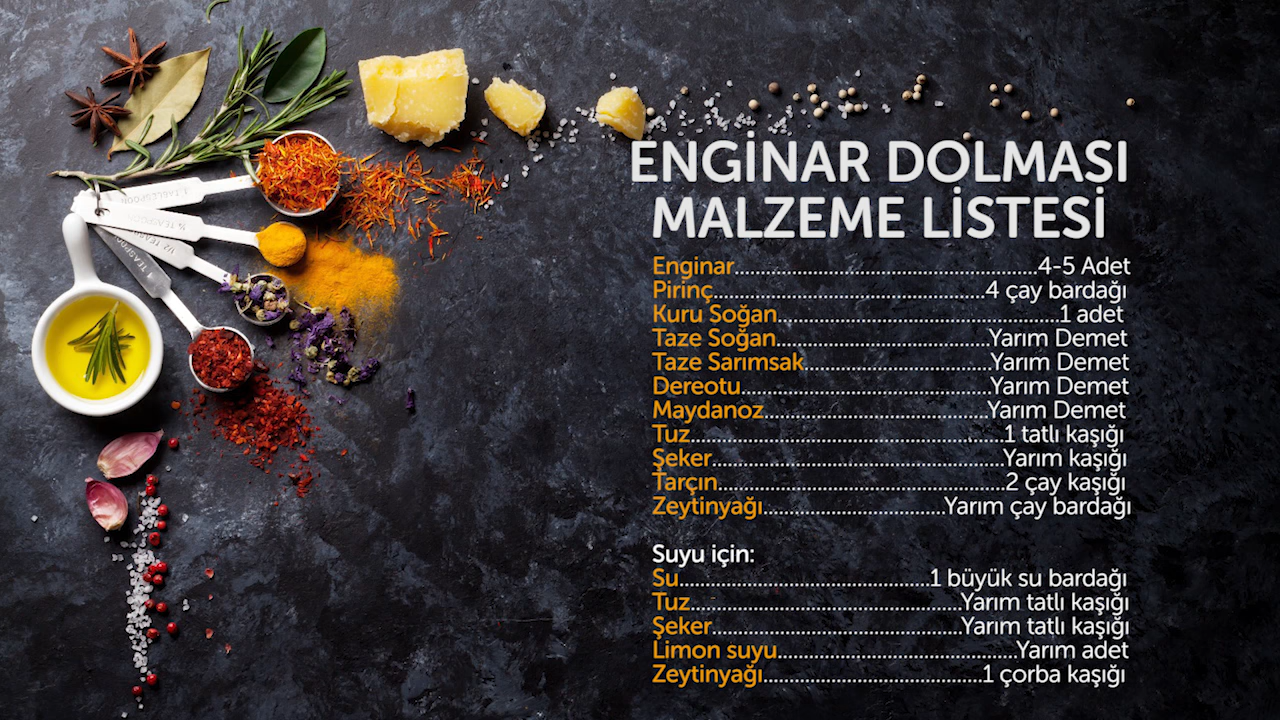 ENGİNAR DOLMASI
MALZEME LİSTESİ
Enginar..........................................................4-5 Adet
Pirinç....................................................4 çay bardağı
Kuru Soğan......................................................1 adet
Taze Soğan.........................................Yarım Demet
Taze Sarımsak....................................Yarım Demet
Dereotu................................................Yarım Demet
Maydanoz...........................................Yarım Demet
Tuz............................................................1 tatlı kaşığı
Şeker........................................................Yarım kaşığı
Tarçın.......................................................2 çay kaşığı
Zeytinyağı...................................Yarım çay bardağı
Suyu için:
Su................................................1 büyük su bardağı
Tuz....................................................Yarım tatlı kaşığı
Şeker................................................Yarım tatlı kaşığı
Limon suyu..............................................Yarım adet
Zeytinyağı..........................................1 çorba kaşığı